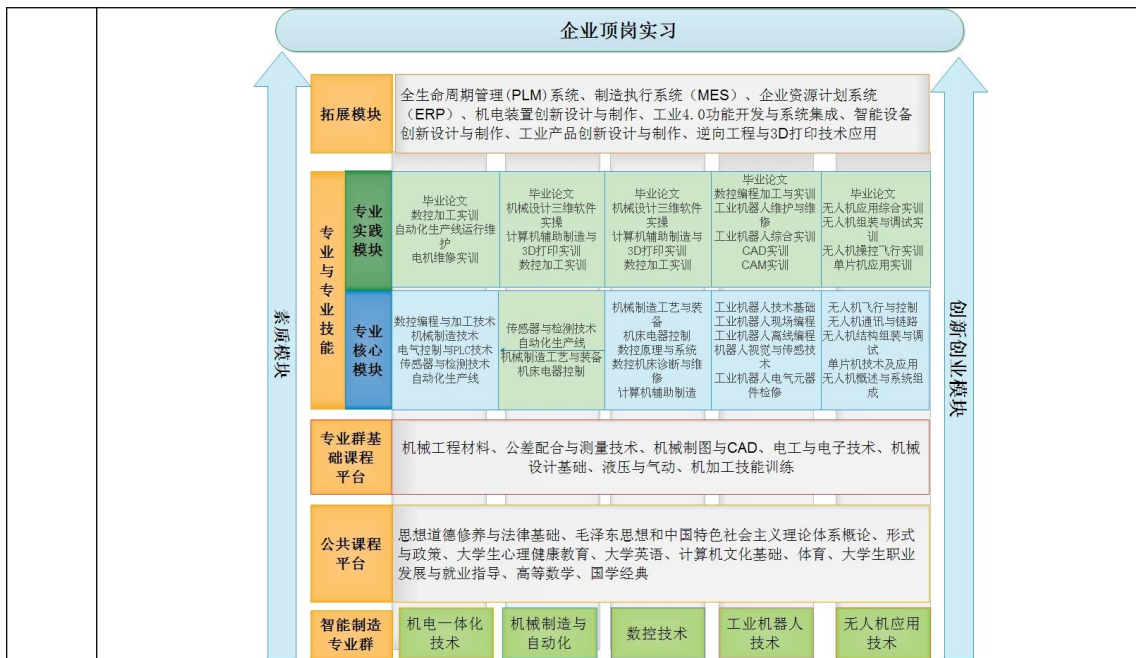 企业顶岗实习
素质模块
创新创业模块
拓展模块
全生命周期管理(PLM)系统、制造执行系统（MES）、企业资源计划系统
（ERP）、机电装置创新设计与制作、工业4.0功能开发与系统集成、智能设备
创新设计与制作、工业产品创新设计与制作、逆向工程与3D打印技术应用
专业与专业技能
专业
实践
模块
毕业论文
数控加工实训
自动化生产线运行维
护
电机维修实训
毕业论文
机械设计三维软件
实操
计算机辅助制造与
3D打印实训
数控加工实训
毕业论文
机械设计三维软件
实操
计算机辅助制造与
3D打印实训
数控加工实训
毕业论文
数控编程加工与实训
工业机器人维护与维
修
工业机器人综合实训
CAD实训
CAM实训
毕业论文
无人机应用综合实训
无人机组装与调试实
训
无人机操控飞行实训
单片机应用实训
专业
核心
模块
数控编程与加工技术
机械制造技术
电气控制与PLC技术
传感器与检测技术
自动化生产线
传感器与检测技术
自动化生产线
机械制造工艺与装备
机床电器控制
机械制造工艺与装
备
机床电器控制
数控原理与系统
数控机床诊断与维
修
计算机辅助制造
工业机器人技术基础
工业机器人现场编程
工业机器人离线编程
机器人视觉与传感技
术
工业机器人电气元器
件检修
无人机飞行与控制
无人机通讯与链路
无人机结构组装与调
试
单片机技术及应用
无人机概述与系统组
成
专业群基
础课程
平台
机械工程材料、公差配合与测量技术、机械制图与CAD、电工与电子技术、机械
设计基础、液压与气动、机加工技能训练
公共课程
平台
思想道德修养与法律基础、毛泽东思想和中国特色社会主义理论体系概论、形式
与政策、大学生心理健康教育、大学英语、计算机文化基础、体育、大学生职业
发展与就业指导、高等数学、国学经典
智能制造
专业群
机电一体化
技术
机械制造与
自动化
数控技术
工业机器人
技术
无人机应用
技术